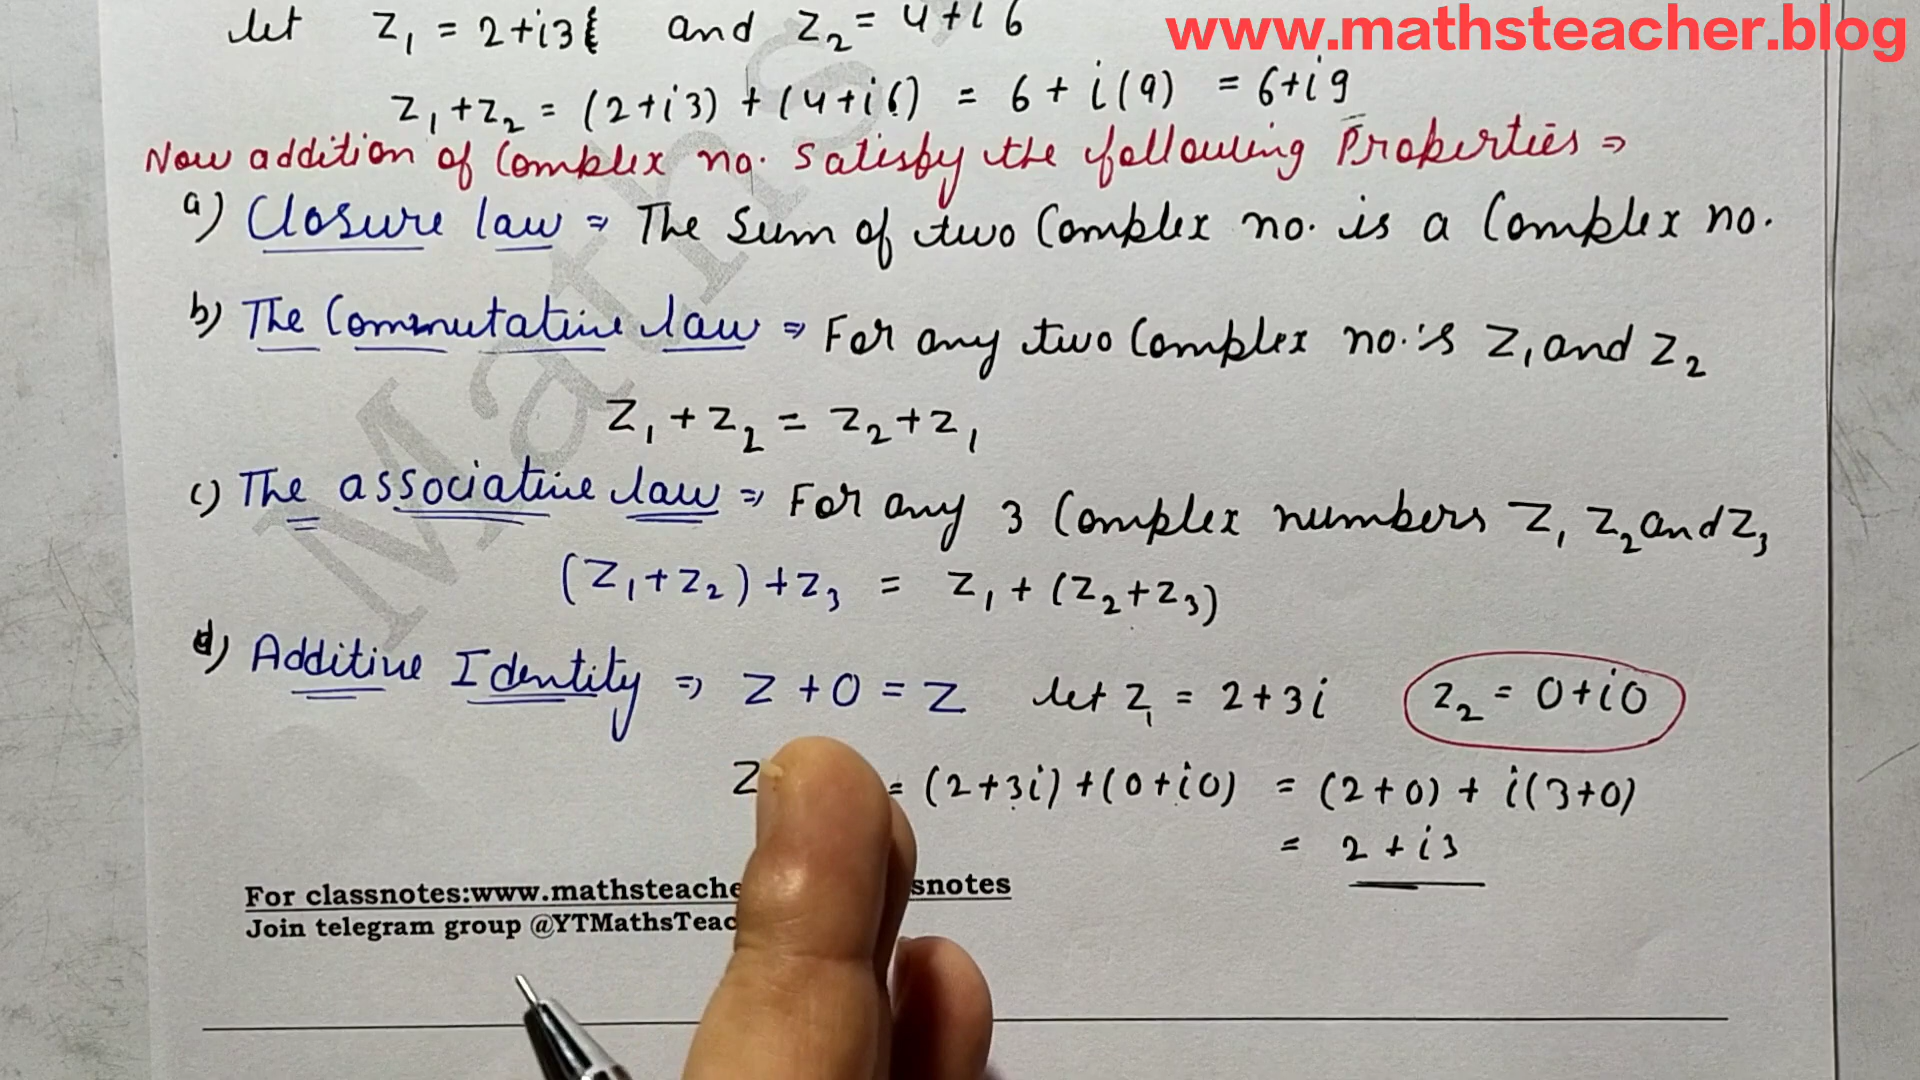 www.mathsteacher.blog
let Z₁ = 2+i3 and Z₂ = 4+i6
Z₁+Z₂ = (2+i3) + (4+i6) = 6+i(9) = 6+i9
Now addition of Complex no. Satisfy the following Properties ⇒
a) Closure law ⇒ The Sum of two Complex no. is a Complex no.
b) The Commutative law ⇒ For any two Complex no.'s Z₁ and Z₂
Z₁+Z₂ = Z₂+Z₁
c) The associative law ⇒ For any 3 Complex numbers Z₁ Z₂ and Z₃
(Z₁+Z₂)+Z₃ = Z₁+(Z₂+Z₃)
d) Additive Identity ⇒ Z+0=Z let Z₁ = 2+3i Z₂ = 0+i0
Z = (2+3i)+(0+i0) = (2+0)+i(3+0)
= 2+i3
For classnotes:www.mathsteache snotes
Join telegram group @YTMathsTeac
Maths